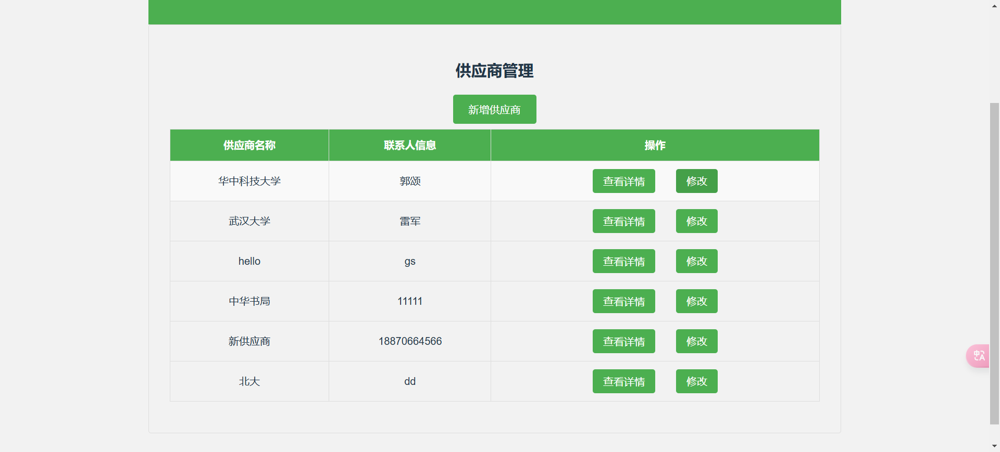 供应商管理
新增供应商
供应商名称 联系人信息 操作
华中科技大学 郭颂 查看详情 修改
武汉大学 雷军 查看详情 修改
hello gs 查看详情 修改
中华书局 11111 查看详情 修改
新供应商 18870664566 查看详情 修改
北大 dd 查看详情 修改
中A